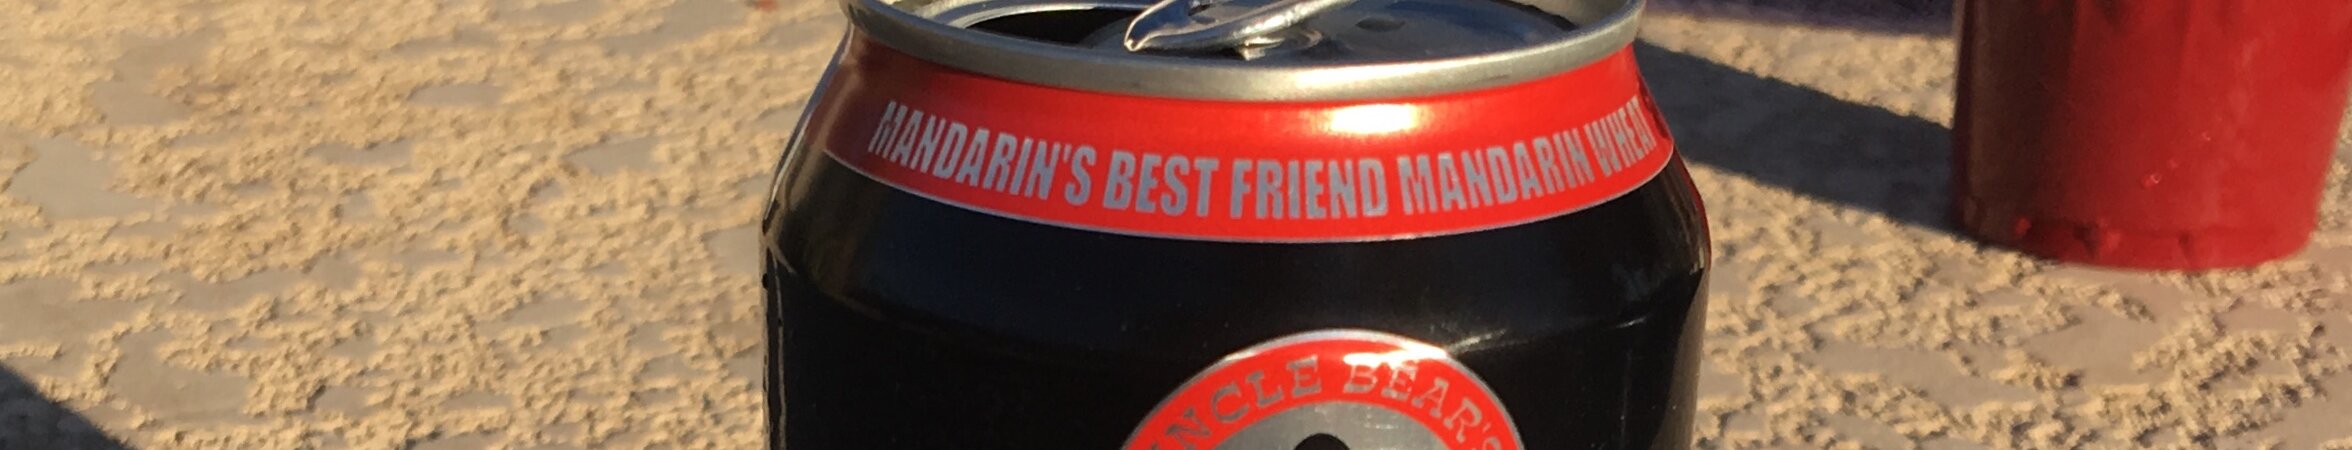 MANDARIN'S BEST FRIEND MANDARIN WHEAT
UNCLE BEAR'S